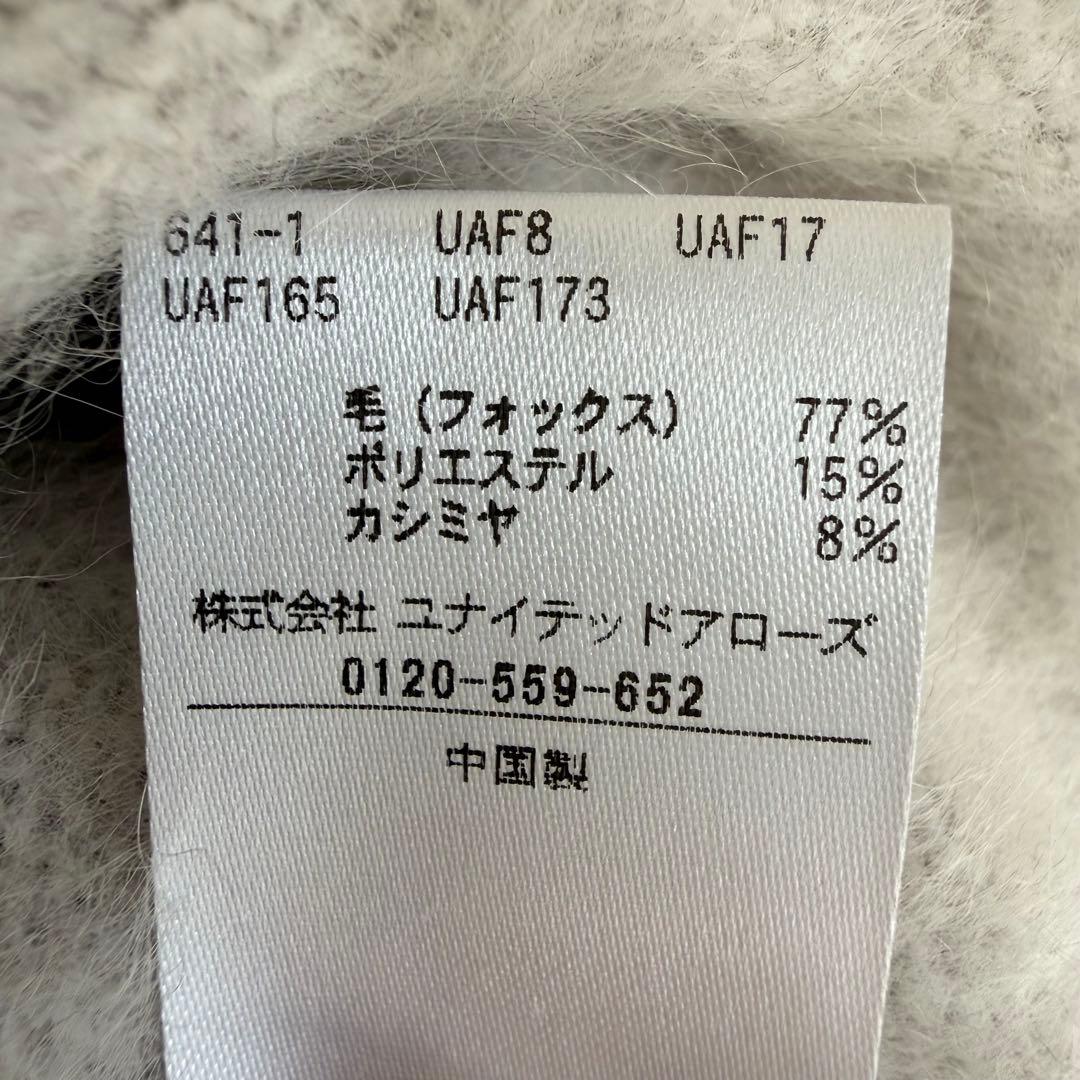 641-1 UAF8 UAF17
UAF165 UAF173
毛(フォックス) 77%
ポリエステル 15%
カシミヤ 8%
株式会社 ユナイテッドアローズ
0120-559-652
中国製